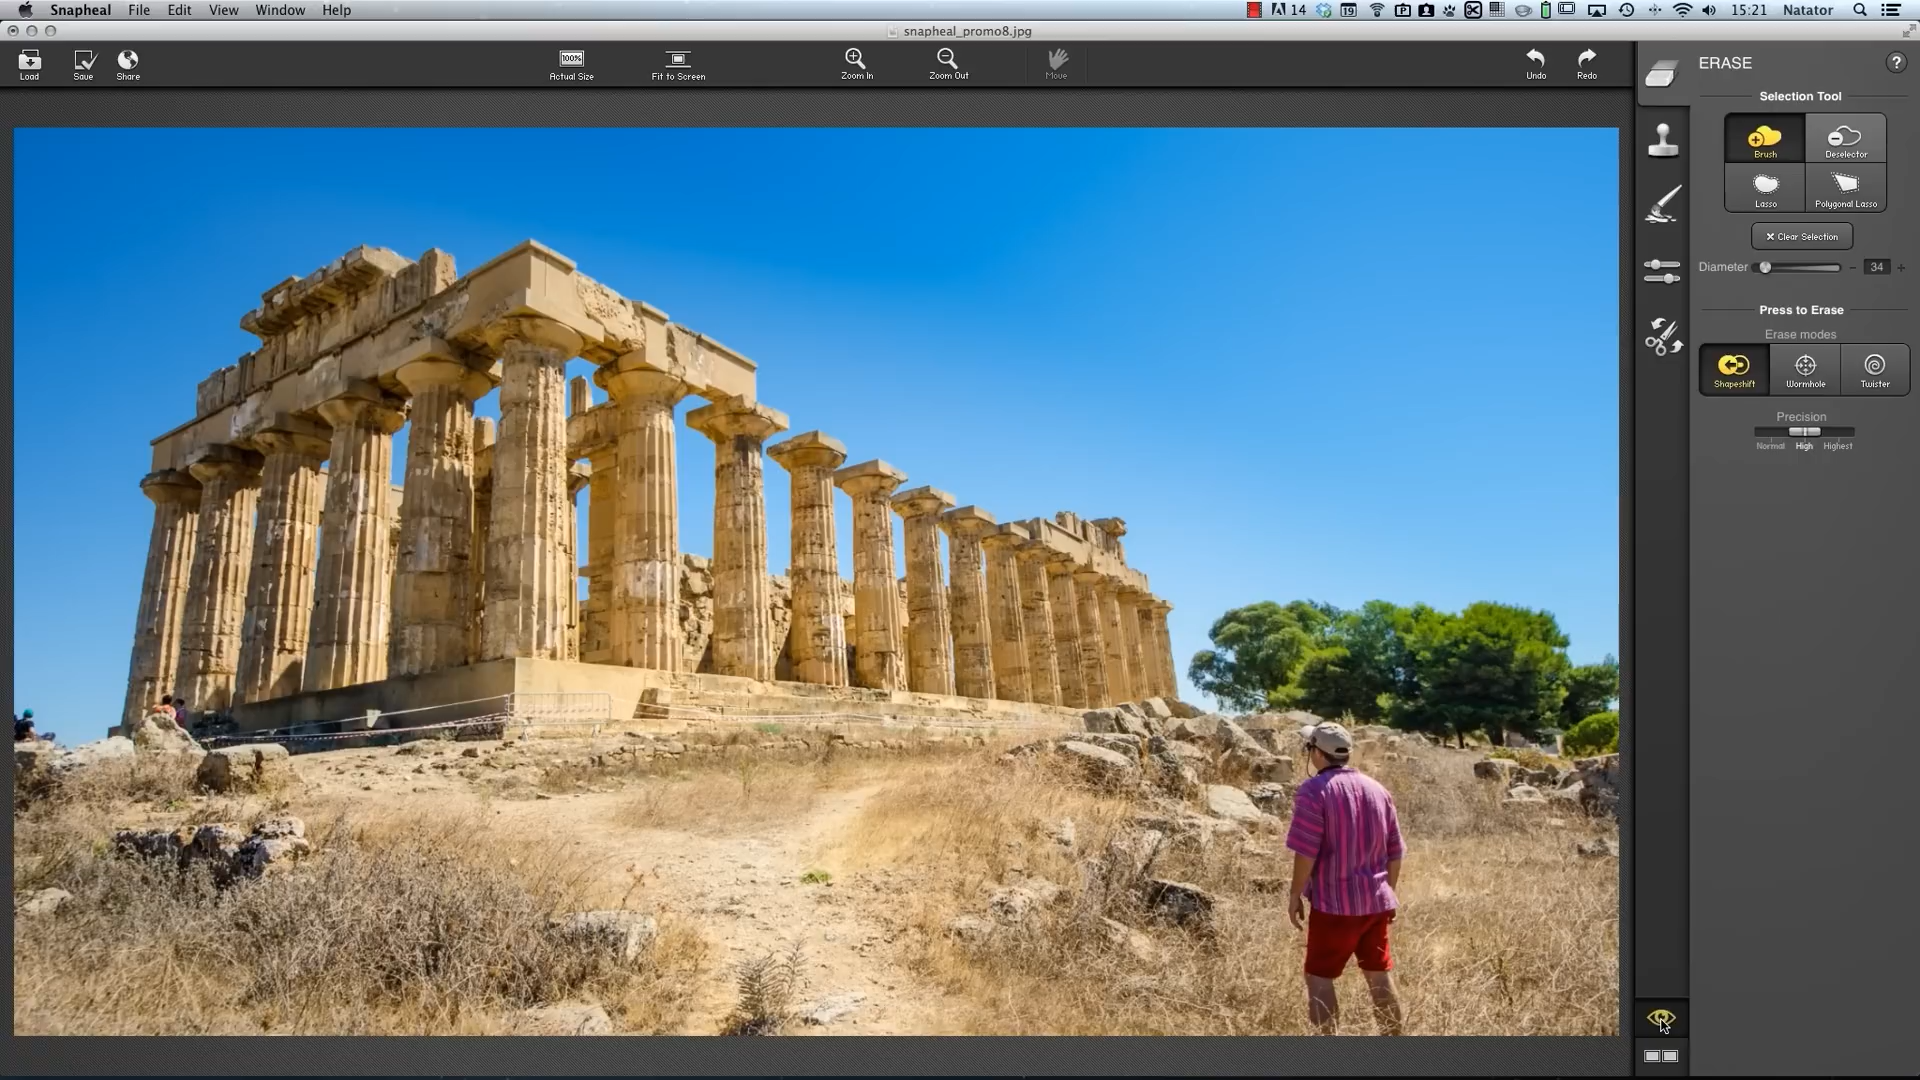 Snapheal File Edit View Window Help 14 19 15:21 Natator
snapheal_promo8.jpg
Load Save Share 100% Actual Size Fit to Screen Zoom In Zoom Out Move Undo Redo
ERASE ?
Selection Tool
Brush Deselector
Lasso Polygonal Lasso
Clear Selection
Diameter 34
Press to Erase
Erase modes
Shapeshift Wormhole Twister
Precision
Normal High Highest